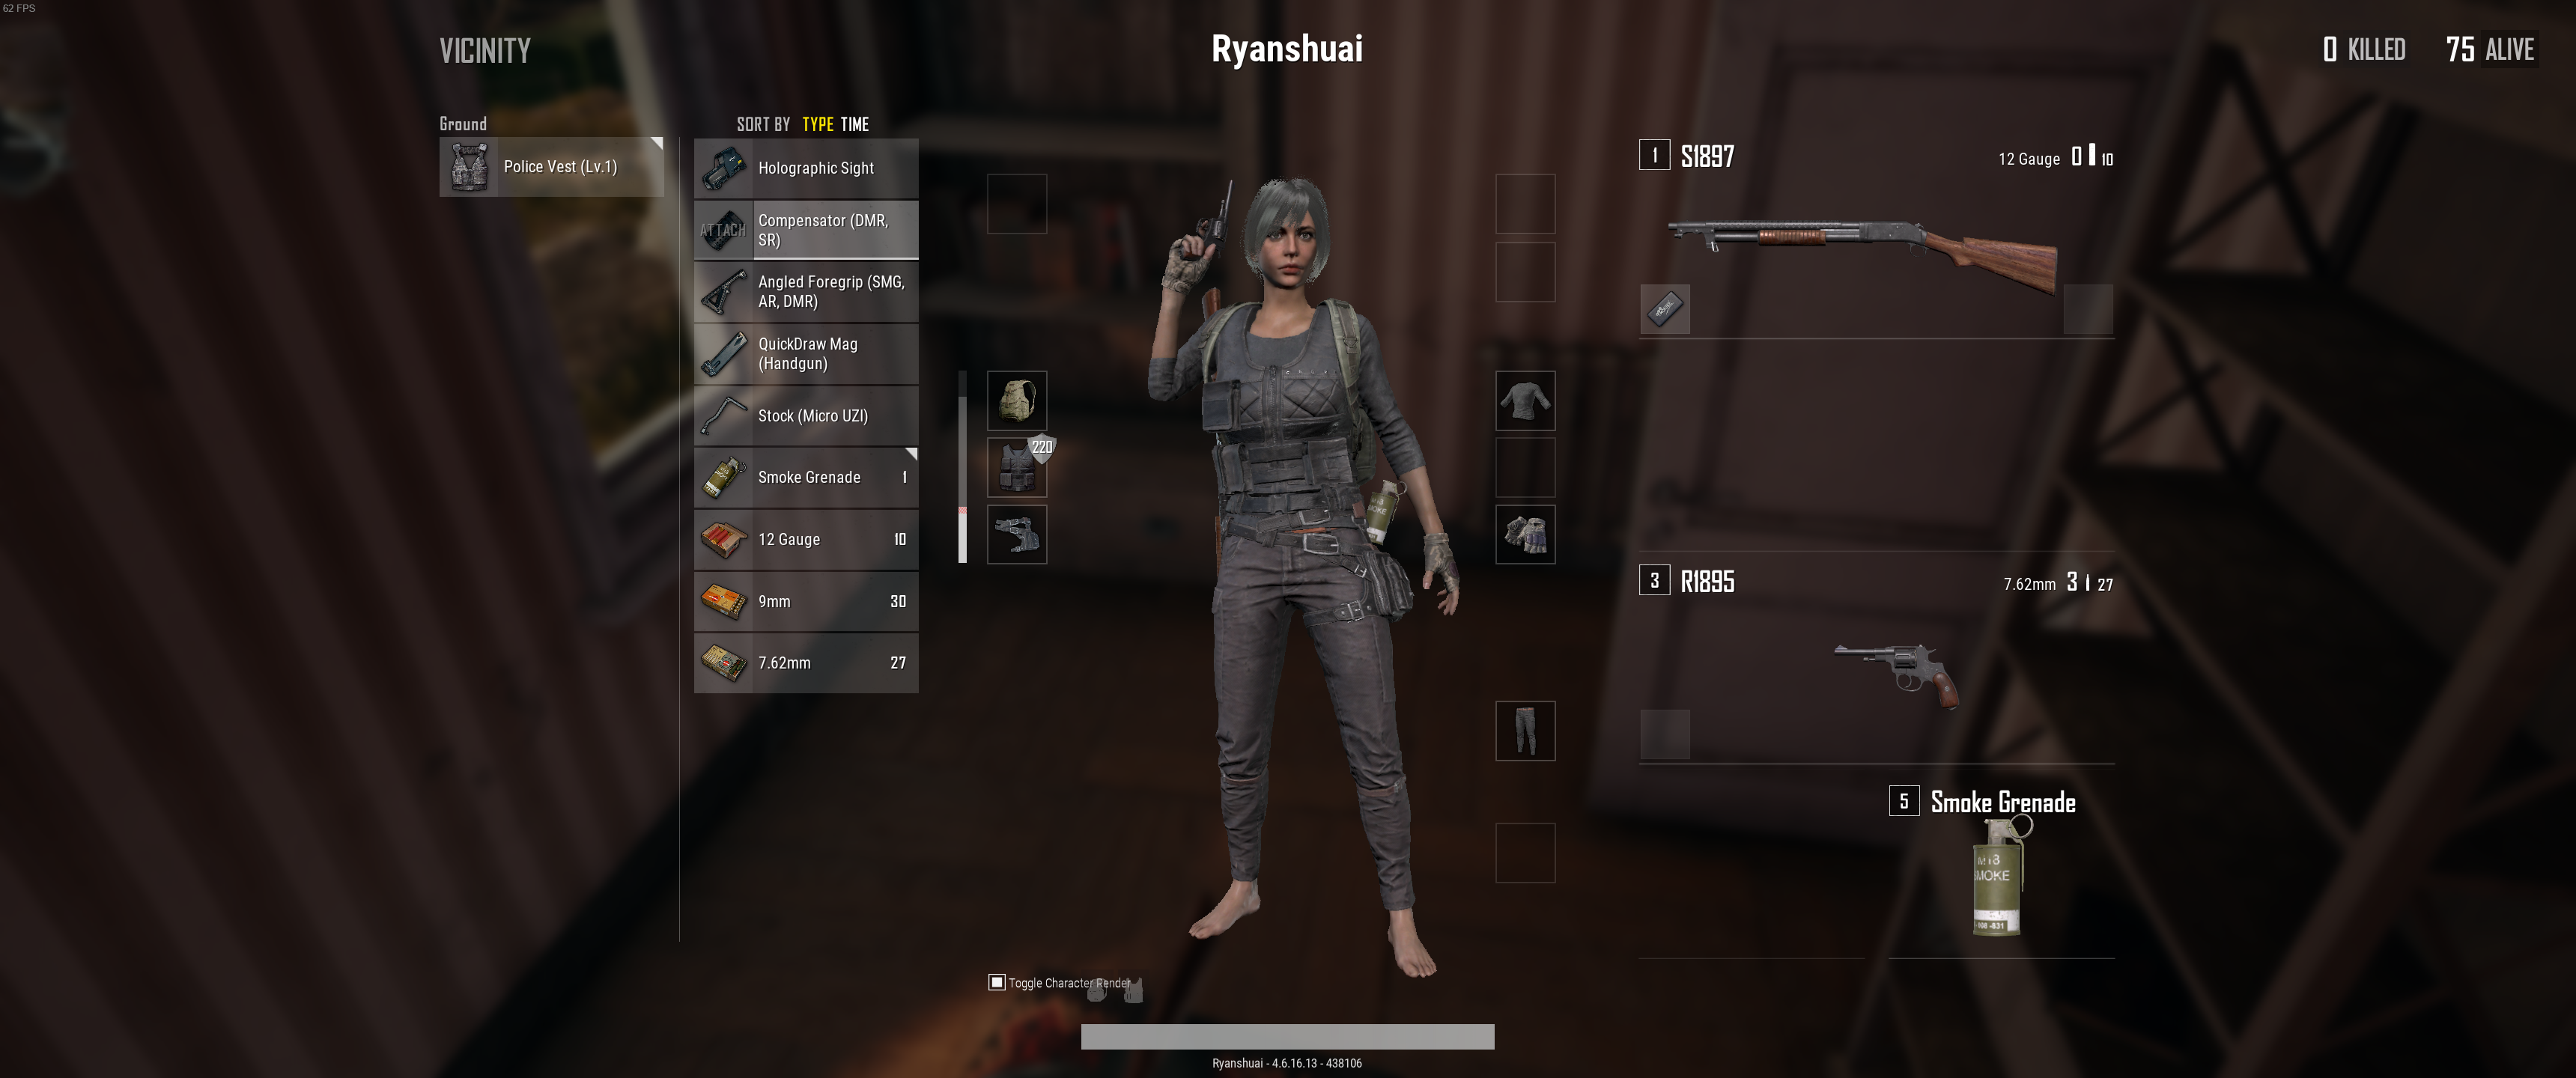 62 FPS
VICINITY
Ryanshuai
0 KILLED 75 ALIVE
Ground
Police Vest (Lv.1)
SORT BY TYPE TIME
Holographic Sight
ATTACH
Compensator (DMR,
SR)
Angled Foregrip (SMG,
AR, DMR)
QuickDraw Mag
(Handgun)
Stock (Micro UZI)
Smoke Grenade 1
12 Gauge 10
9mm 30
7.62mm 27
220
1 S1897 12 Gauge 0 10
3 R1895 7.62mm 3 27
5 Smoke Grenade
M18
SMOKE
Toggle Character Render
Ryanshuai - 4.6.16.13 - 438106